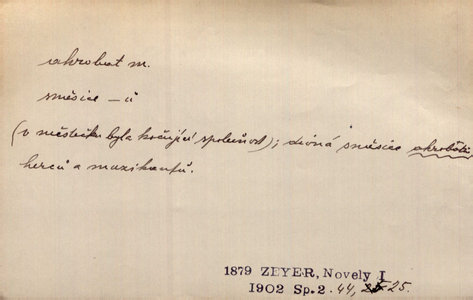 akrobat m.
směsice – ů
(v městečku byla kočující společnost); divná směsice akrobatů
herců a muzikantů.
1879 ZEYER, Novely I
1902 Sp. 2. 44, 25.